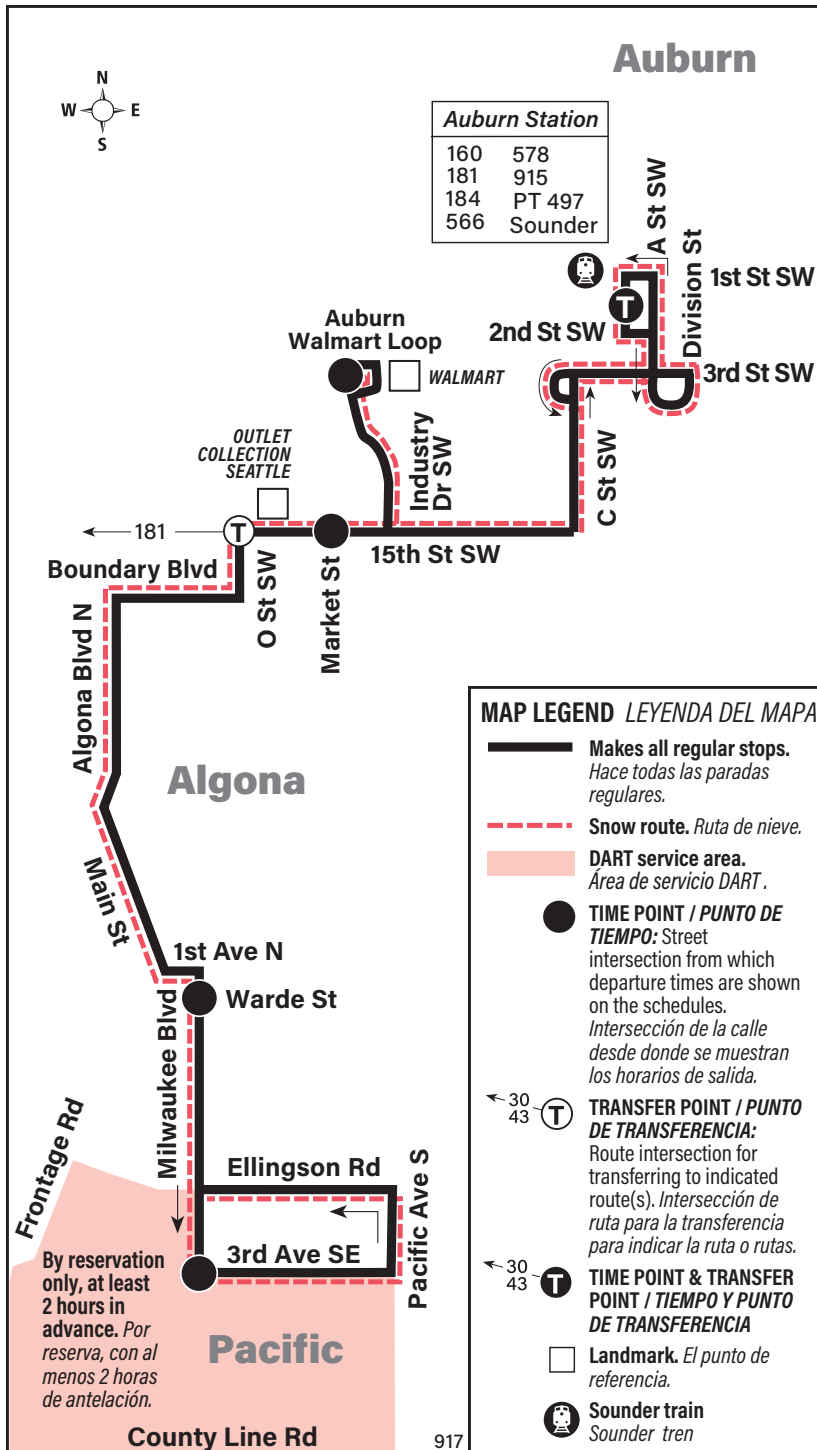 Auburn
N
W E
S
Auburn Station
160 578
181 915
184 PT 497
566 Sounder
A St SW
Division St
1st St SW
T
2nd St SW
3rd St SW
Auburn
Walmart Loop
WALMART
OUTLET
COLLECTION
SEATTLE
Industry
Dr SW
C St SW
181
T
15th St SW
Boundary Blvd
O St SW
Market St
Algona Blvd N
Algona
Main St
1st Ave N
Warde St
Milwaukee Blvd
Frontage Rd
Ellingson Rd
Pacific Ave S
3rd Ave SE
By reservation
only, at least
2 hours in
advance. Por
reserva, con al
menos 2 horas
de antelación.
Pacific
County Line Rd
917
MAP LEGEND LEYENDA DEL MAPA
Makes all regular stops.
Hace todas las paradas
regulares.
Snow route. Ruta de nieve.
DART service area.
Área de servicio DART .
TIME POINT / PUNTO DE
TIEMPO: Street
intersection from which
departure times are shown
on the schedules.
Intersección de la calle
desde donde se muestran
los horarios de salida.
30
43
T
TRANSFER POINT / PUNTO
DE TRANSFERENCIA:
Route intersection for
transferring to indicated
route(s). Intersección de
ruta para la transferencia
para indicar la ruta o rutas.
30
43
T
TIME POINT & TRANSFER
POINT / TIEMPO Y PUNTO
DE TRANSFERENCIA
Landmark. El punto de
referencia.
Sounder train
Sounder tren